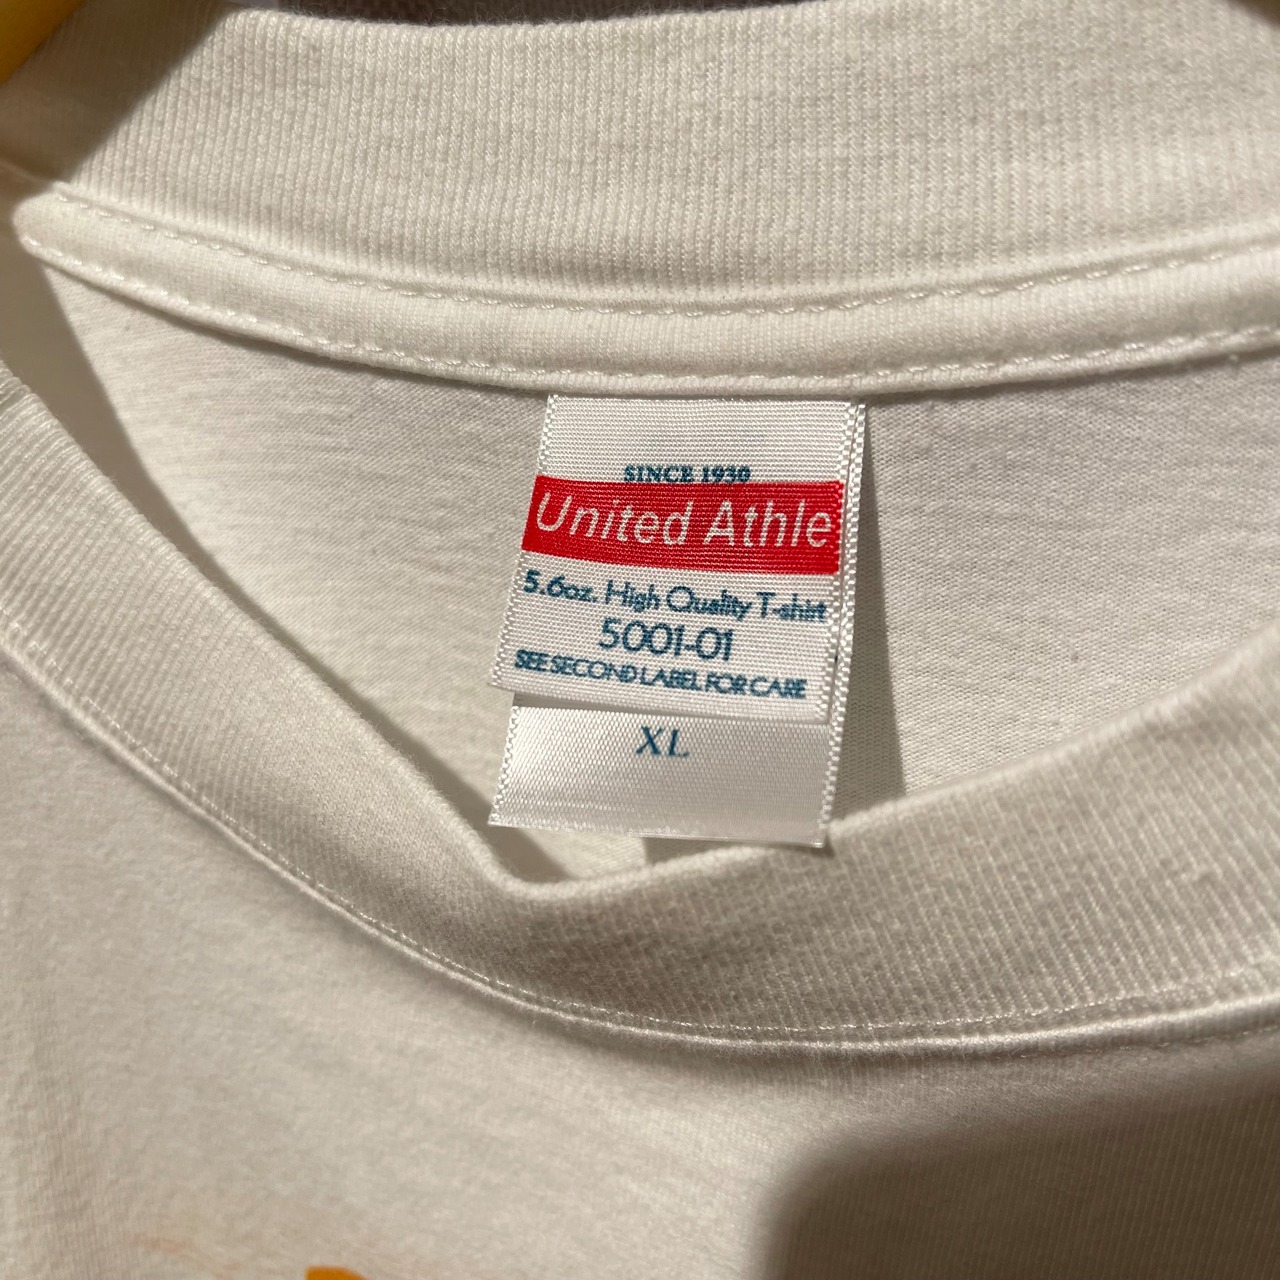 SINCE 1930
United Athle
5.6oz. High Quality T-shirt
5001-01
SEE SECOND LABEL FOR CARE
XL